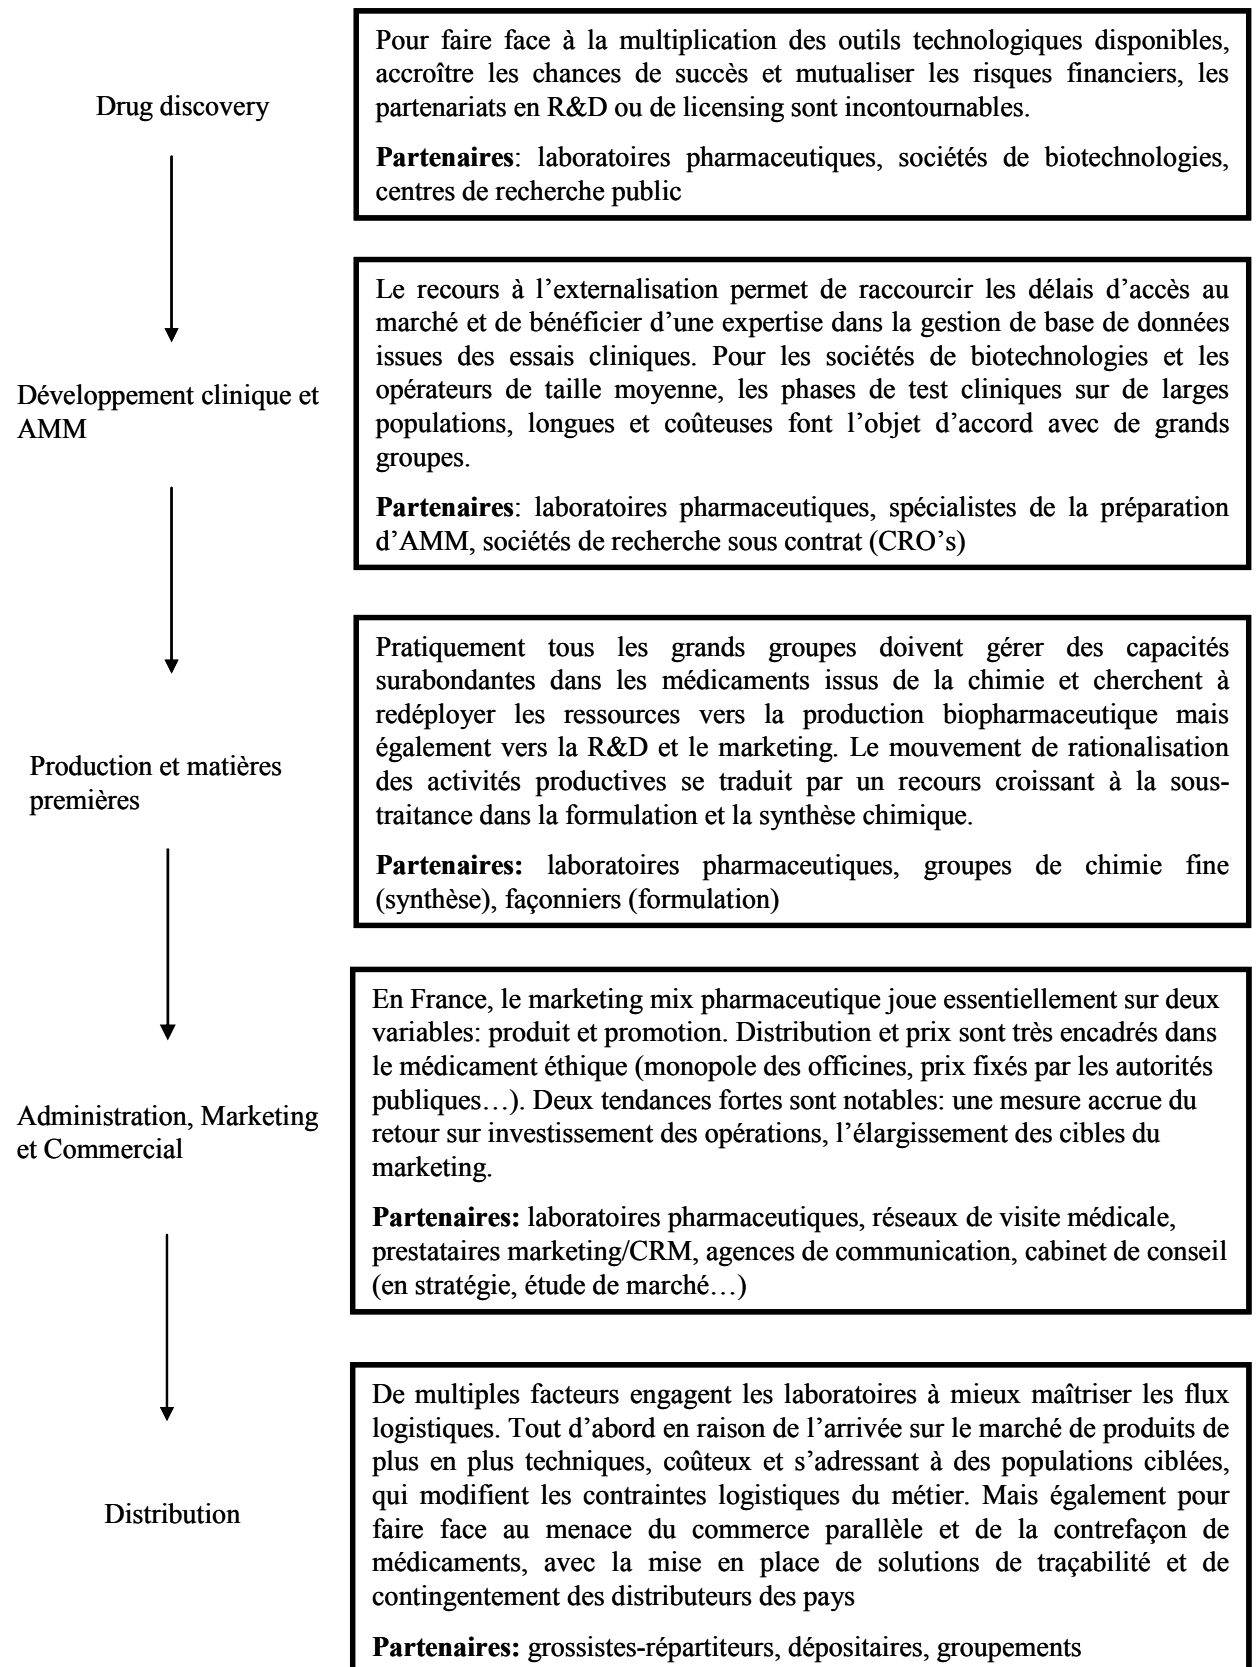 Drug discovery
Pour faire face à la multiplication des outils technologiques disponibles,
accroître les chances de succès et mutualiser les risques financiers, les
partenariats en R&D ou de licensing sont incontournables.
Partenaires: laboratoires pharmaceutiques, sociétés de biotechnologies,
centres de recherche public
Développement clinique et
AMM
Le recours à l’externalisation permet de raccourcir les délais d’accès au
marché et de bénéficier d’une expertise dans la gestion de base de données
issues des essais cliniques. Pour les sociétés de biotechnologies et les
opérateurs de taille moyenne, les phases de test cliniques sur de larges
populations, longues et coûteuses font l’objet d’accord avec de grands
groupes.
Partenaires: laboratoires pharmaceutiques, spécialistes de la préparation
d’AMM, sociétés de recherche sous contrat (CRO’s)
Production et matières
premières
Pratiquement tous les grands groupes doivent gérer des capacités
surabondantes dans les médicaments issus de la chimie et cherchent à
redéployer les ressources vers la production biopharmaceutique mais
également vers la R&D et le marketing. Le mouvement de rationalisation
des activités productives se traduit par un recours croissant à la sous-
traitance dans la formulation et la synthèse chimique.
Partenaires: laboratoires pharmaceutiques, groupes de chimie fine
(synthèse), façonniers (formulation)
Administration, Marketing
et Commercial
En France, le marketing mix pharmaceutique joue essentiellement sur deux
variables: produit et promotion. Distribution et prix sont très encadrés dans
le médicament éthique (monopole des officines, prix fixés par les autorités
publiques…). Deux tendances fortes sont notables: une mesure accrue du
retour sur investissement des opérations, l’élargissement des cibles du
marketing.
Partenaires: laboratoires pharmaceutiques, réseaux de visite médicale,
prestataires marketing/CRM, agences de communication, cabinet de conseil
(en stratégie, étude de marché…)
Distribution
De multiples facteurs engagent les laboratoires à mieux maîtriser les flux
logistiques. Tout d’abord en raison de l’arrivée sur le marché de produits de
plus en plus techniques, coûteux et s’adressant à des populations ciblées,
qui modifient les contraintes logistiques du métier. Mais également pour
faire face au menace du commerce parallèle et de la contrefaçon de
médicaments, avec la mise en place de solutions de traçabilité et de
contingentement des distributeurs des pays
Partenaires: grossistes-répartiteurs, dépositaires, groupements